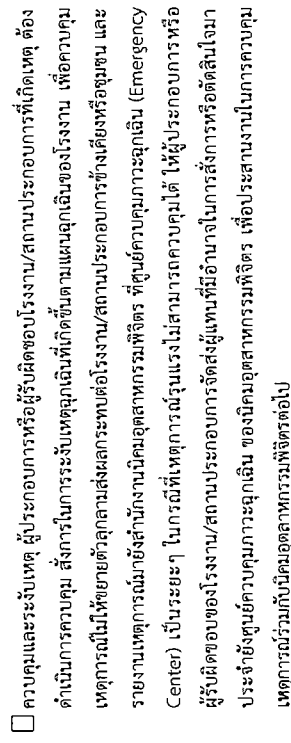 ควบคุมและระงับเหตุ ผู้ประกอบการหรือผู้รับผิดชอบโรงงาน/สถานประกอบการที่เกิดเหตุ ต้อง
ดำเนินการควบคุม สั่งการในการระงับเหตุฉุกเฉินที่เกิดขึ้นตามแผนฉุกเฉินของโรงงาน เพื่อควบคุม
เหตุการณ์ไม่ให้ขยายตัวลุกลามส่งผลกระทบต่อโรงงาน/สถานประกอบการข้างเคียงหรือชุมชน และ
รายงานเหตุการณ์มายังสำนักงานนิคมอุตสาหกรรมพิจิตร ที่ศูนย์ควบคุมภาวะฉุกเฉิน (Emergency
Center) เป็นระยะๆ ในกรณีที่เหตุการณ์รุนแรงไม่สามารถควบคุมได้ ให้ผู้ประกอบการหรือ
ผู้รับผิดชอบของโรงงาน/สถานประกอบการจัดส่งผู้แทนที่มีอำนาจในการสั่งการหรือตัดสินใจมา
ประจำยังศูนย์ควบคุมภาวะฉุกเฉิน ของนิคมอุตสาหกรรมพิจิตร เพื่อประสานงานในการควบคุม
เหตุการณ์ร่วมกับนิคมอุตสาหกรรมพิจิตรต่อไป